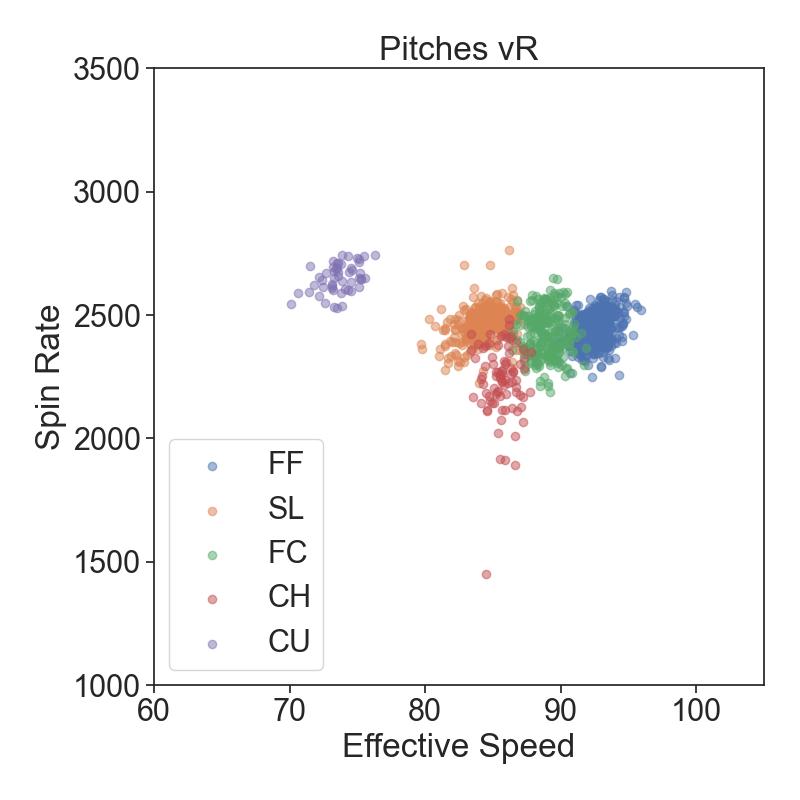 Pitches vR
3500
3000
2500
2000
1500
1000
Spin Rate
FF
SL
FC
CH
CU
60 70 80 90 100
Effective Speed